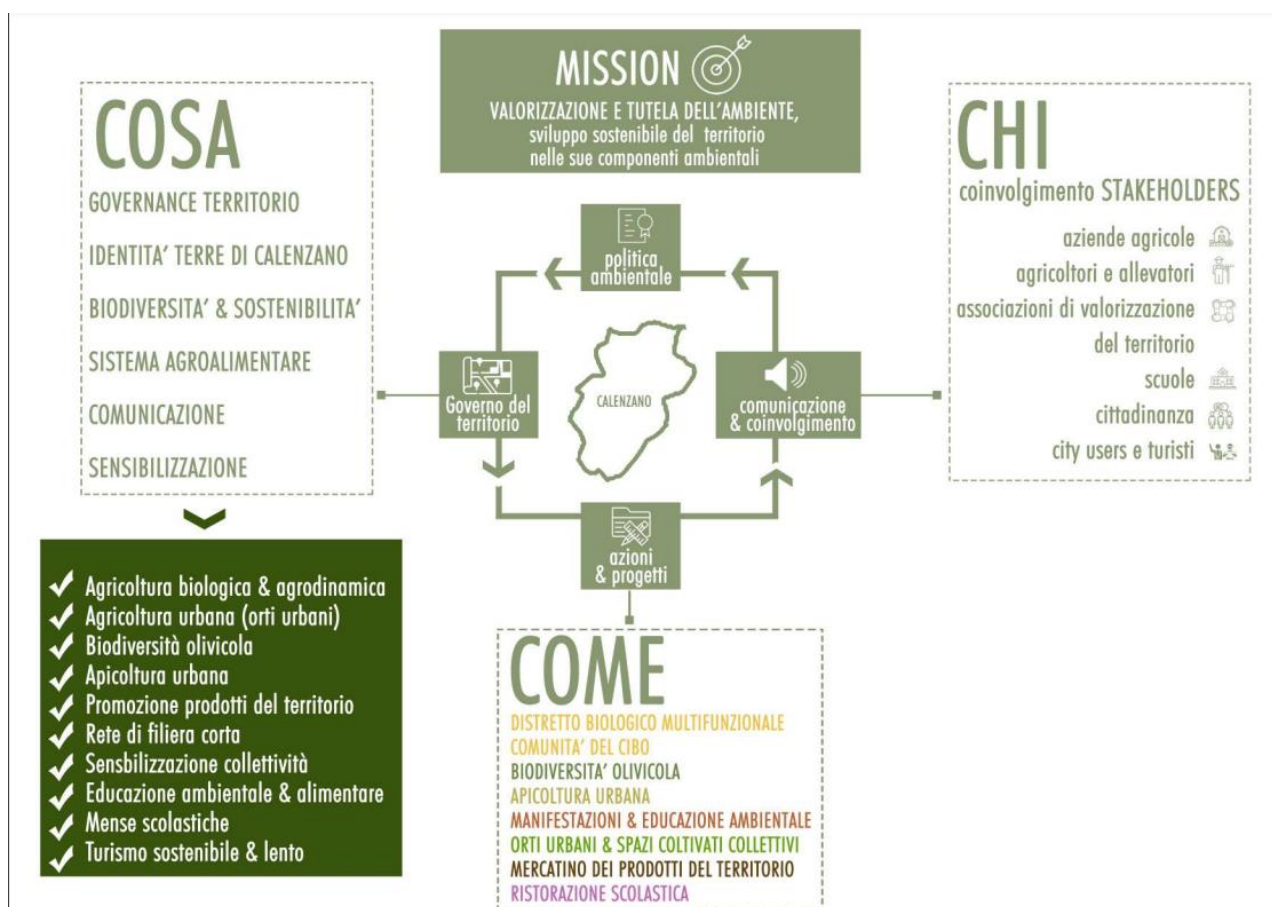 MISSION
VALORIZZAZIONE E TUTELA DELL'AMBIENTE,
sviluppo sostenibile del territorio
nelle sue componenti ambientali
COSA
GOVERNANCE TERRITORIO
IDENTITA' TERRE DI CALENZANO
BIODIVERSITA' & SOSTENIBILITA'
SISTEMA AGROALIMENTARE
COMUNICAZIONE
SENSIBILIZZAZIONE
CHI
coinvolgimento STAKEHOLDERS
aziende agricole
agricoltori e allevatori
associazioni di valorizzazione
del territorio
scuole
cittadinanza
city users e turisti
politica
ambientale
Governo del
territorio
CALENZANO
comunicazione
& coinvolgimento
azioni
& progetti
Agricoltura biologica & agrodinamica
Agricoltura urbana (orti urbani)
Biodiversità olivicola
Apicoltura urbana
Promozione prodotti del territorio
Rete di filiera corta
Sensbilizzazione collettività
Educazione ambientale & alimentare
Mense scolastiche
Turismo sostenibile & lento
COME
DISTRETTO BIOLOGICO MULTIFUNZIONALE
COMUNITA' DEL CIBO
BIODIVERSITA' OLIVICOLA
APICOLTURA URBANA
MANIFESTAZIONI & EDUCAZIONE AMBIENTALE
ORTI URBANI & SPAZI COLTIVATI COLLETTIVI
MERCATINO DEI PRODOTTI DEL TERRITORIO
RISTORAZIONE SCOLASTICA